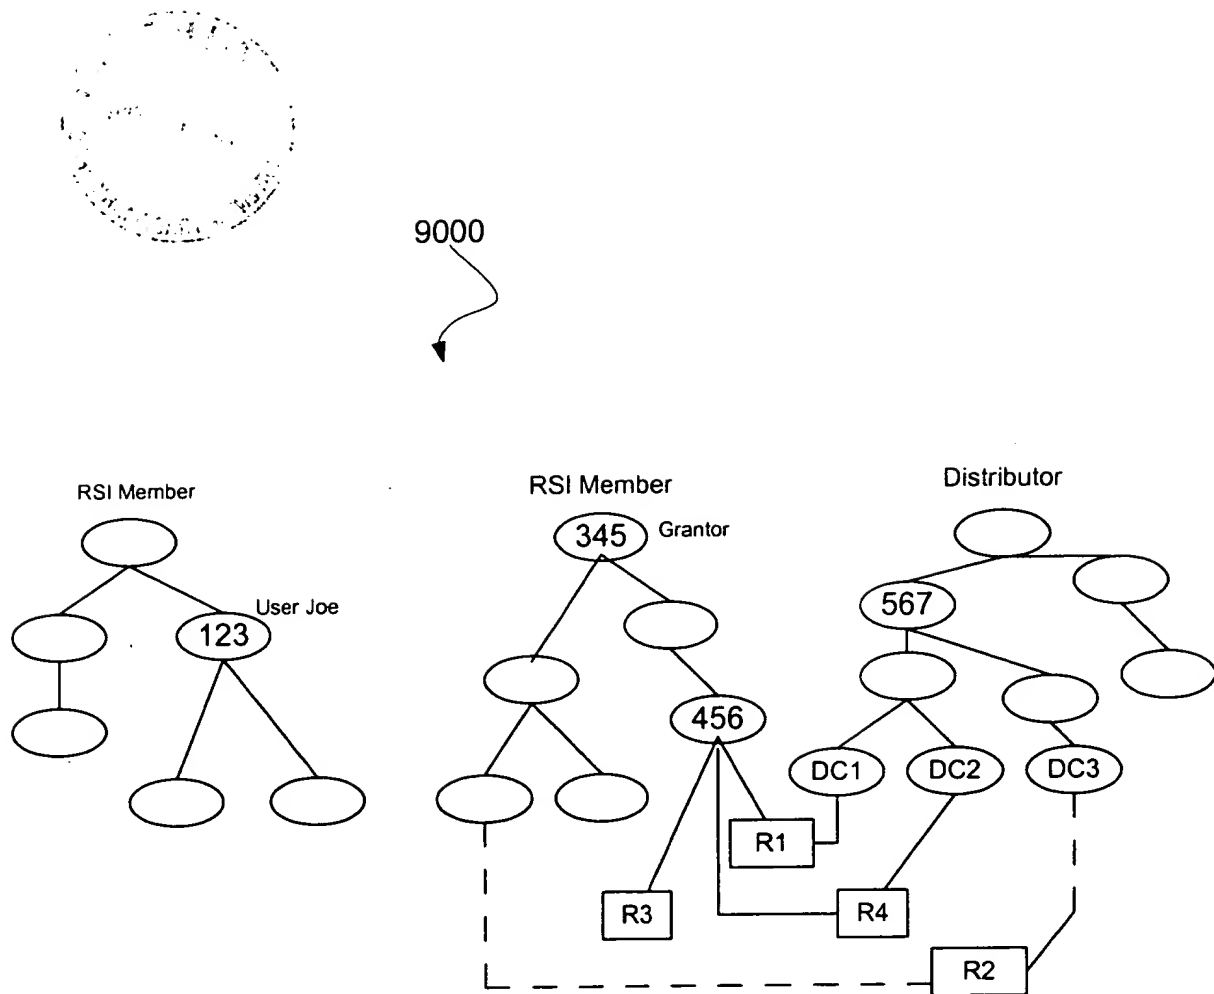 9000
RSI Member
RSI Member
Distributor
345
Grantor
User Joe
123
567
456
DC1
DC2
DC3
R1
R3
R4
R2